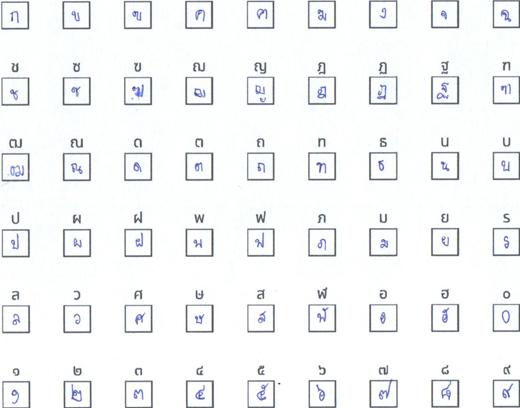 ก ข ฃ ค ฅ ฆ ง จ ฉ
ช ซ ฃ ฌ ญ ฎ ฏ ฐ ฑ
ช ซ ฌ ญ ฎ ฏ ฐ ฑ
ฒ ณ ด ต ถ ท ธ น บ
ฒ ณ ด ต ถ ท ธ น บ
ป ผ ฝ พ ฟ ภ ม ย ร
ป ผ ฝ พ ฟ ภ ม ย ร
ล ว ศ ษ ส ฬ อ ฮ ๐
ล ว ศ ษ ส ฬ อ ฮ ๐
๑ ๒ ๓ ๔ ๕ ๖ ๗ ๘ ๙
๑ ๒ ๓ ๔ ๕ ๖ ๗ ๘ ๙